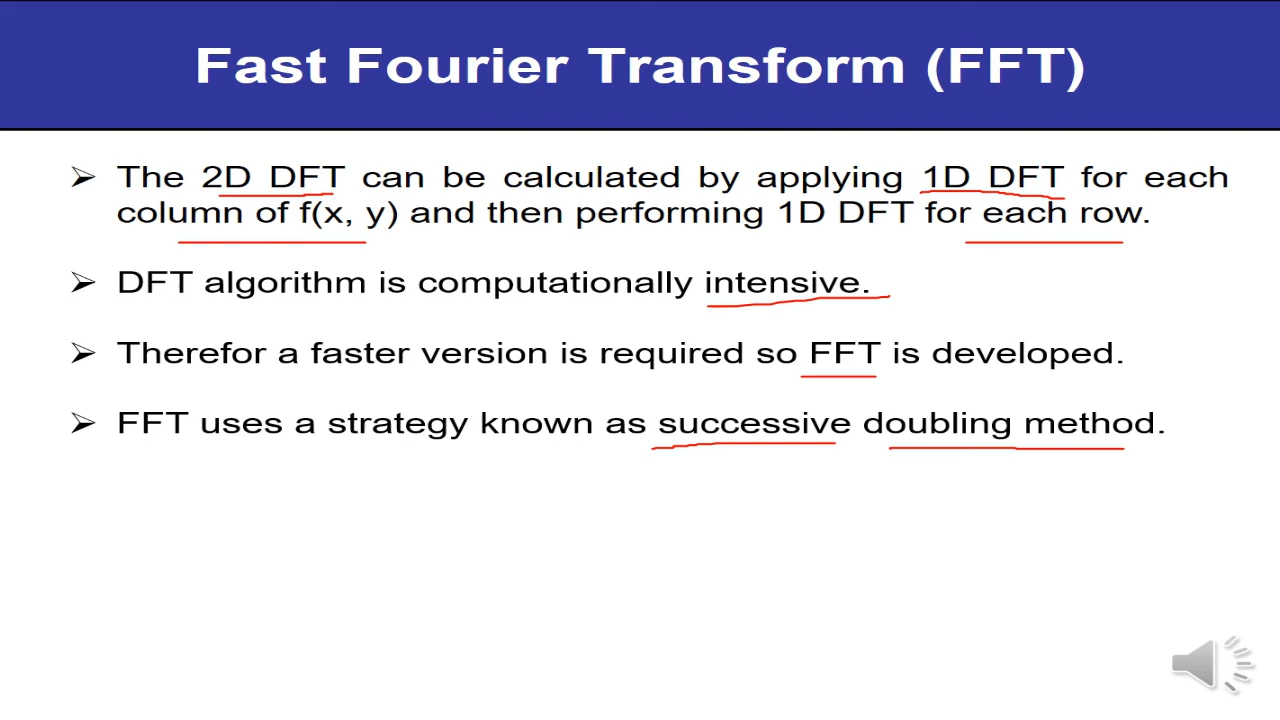 Fast Fourier Transform (FFT)
➢ The 2D DFT can be calculated by applying 1D DFT for each
column of f(x, y) and then performing 1D DFT for each row.
➢ DFT algorithm is computationally intensive.
➢ Therefor a faster version is required so FFT is developed.
➢ FFT uses a strategy known as successive doubling method.